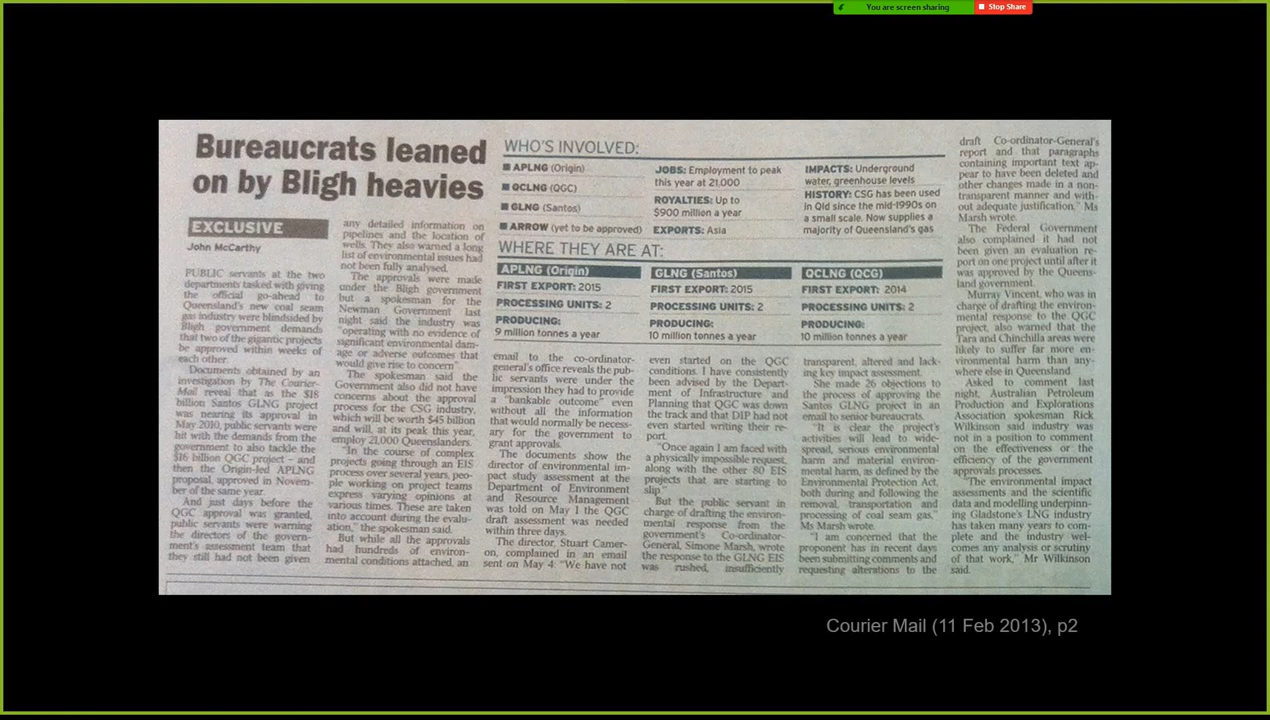 You are screen sharing
Stop Share
Bureaucrats leaned
on by Bligh heavies
EXCLUSIVE
John McCarthy
PUBLIC servants at the two
departments tasked with giving
the official go-ahead to
Queensland's new coal seam
gas industry were blindsided by
Bligh government demands
that two of the gigantic projects
be approved within weeks of
each other.
Documents obtained by an
investigation by The Courier-
Mail reveal that as the $18
billion Santos GLNG project
was nearing its approval in
May 2010, public servants were
hit with the demands from the
government to also tackle the
$16 billion QGC project – and
then the Origin-led APLNG
proposal, approved in Novem-
ber of the same year.
And just days before the
QGC approval was granted,
public servants were warning
the directors of the govern-
ment's assessment team that
they still had not been given
any detailed information on
pipelines and the location of
wells. They also warned a long
list of environmental issues had
not been fully analysed.
The approvals were made
under the Bligh government
but a spokesman for the
Newman Government last
night said the industry was
"operating with no evidence of
significant environmental dam-
age or adverse outcomes that
would give rise to concern".
The spokesman said the
Government also did not have
concerns about the approval
process for the CSG industry,
which will be worth $45 billion
and will, at its peak this year,
employ 21,000 Queenslanders.
"In the course of complex
projects going through an EIS
process over several years, peo-
ple working on project teams
express varying opinions at
various times. These are taken
into account during the evalu-
ation," the spokesman said.
But while all the approvals
had hundreds of environ-
mental conditions attached, an
WHO'S INVOLVED:
■ APLNG (Origin)
■ QCLNG (QGC)
■ GLNG (Santos)
■ ARROW (yet to be approved)
JOBS: Employment to peak
this year at 21,000
ROYALTIES: Up to
$900 million a year
EXPORTS: Asia
IMPACTS: Underground
water, greenhouse levels
HISTORY: CSG has been used
in Qld since the mid-1990s on
a small scale. Now supplies a
majority of Queensland's gas
WHERE THEY ARE AT:
APLNG (Origin)
FIRST EXPORT: 2015
PROCESSING UNITS: 2
PRODUCING:
9 million tonnes a year
GLNG (Santos)
FIRST EXPORT: 2015
PROCESSING UNITS: 2
PRODUCING:
10 million tonnes a year
QCLNG (QCG)
FIRST EXPORT: 2014
PROCESSING UNITS: 2
PRODUCING:
10 million tonnes a year
email to the co-ordinator-
general's office reveals the pub-
lic servants were under the
impression they had to provide
a "bankable outcome" even
without all the information
that would normally be necess-
ary for the government to
grant approvals.
The documents show the
director of environmental im-
pact study assessment at the
Department of Environment
and Resource Management
was told on May 1 the QGC
draft assessment was needed
within three days.
The director, Stuart Camer-
on, complained in an email
sent on May 4: "We have not
even started on the QGC
conditions. I have consistently
been advised by the Depart-
ment of Infrastructure and
Planning that QGC was down
the track and that DIP had not
even started writing their re-
port.
"Once again I am faced with
a physically impossible request,
along with the other 80 EIS
projects that are starting to
slip."
But the public servant in
charge of drafting the environ-
mental response from the
government's Co-ordinator-
General, Simone Marsh, wrote
the response to the GLNG EIS
was rushed, insufficiently
transparent, altered and lack-
ing key impact assessment.
She made 26 objections to
the process of approving the
Santos GLNG project in an
email to senior bureaucrats.
"It is clear the project's
activities will lead to wide-
spread, serious environmental
harm and material environ-
mental harm, as defined by the
Environmental Protection Act,
both during and following the
removal, transportation and
processing of coal seam gas,"
Ms Marsh wrote.
"I am concerned that the
proponent has in recent days
been submitting comments and
requesting alterations to the
draft Co-ordinator-General's
report and that paragraphs
containing important text ap-
pear to have been deleted and
other changes made in a non-
transparent manner and with-
out adequate justification," Ms
Marsh wrote.
The Federal Government
also complained it had not
been given an evaluation re-
port on one project until after it
was approved by the Queens-
land government.
Murray Vincent, who was in
charge of drafting the environ-
mental response to the QGC
project, also warned that the
Tara and Chinchilla areas were
likely to suffer far more en-
vironmental harm than any-
where else in Queensland.
Asked to comment last
night, Australian Petroleum
Production and Explorations
Association spokesman Rick
Wilkinson said industry was
not in a position to comment
on the effectiveness or the
efficiency of the government
approvals processes.
"The environmental impact
assessments and the scientific
data and modelling underpin-
ning Gladstone's LNG industry
has taken many years to com-
plete and the industry wel-
comes any analysis or scrutiny
of that work," Mr Wilkinson
said.
Courier Mail (11 Feb 2013), p2